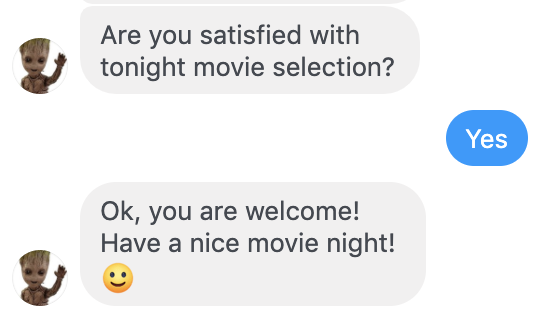 Are you satisfied with
tonight movie selection?
Yes
Ok, you are welcome!
Have a nice movie night!
🙂